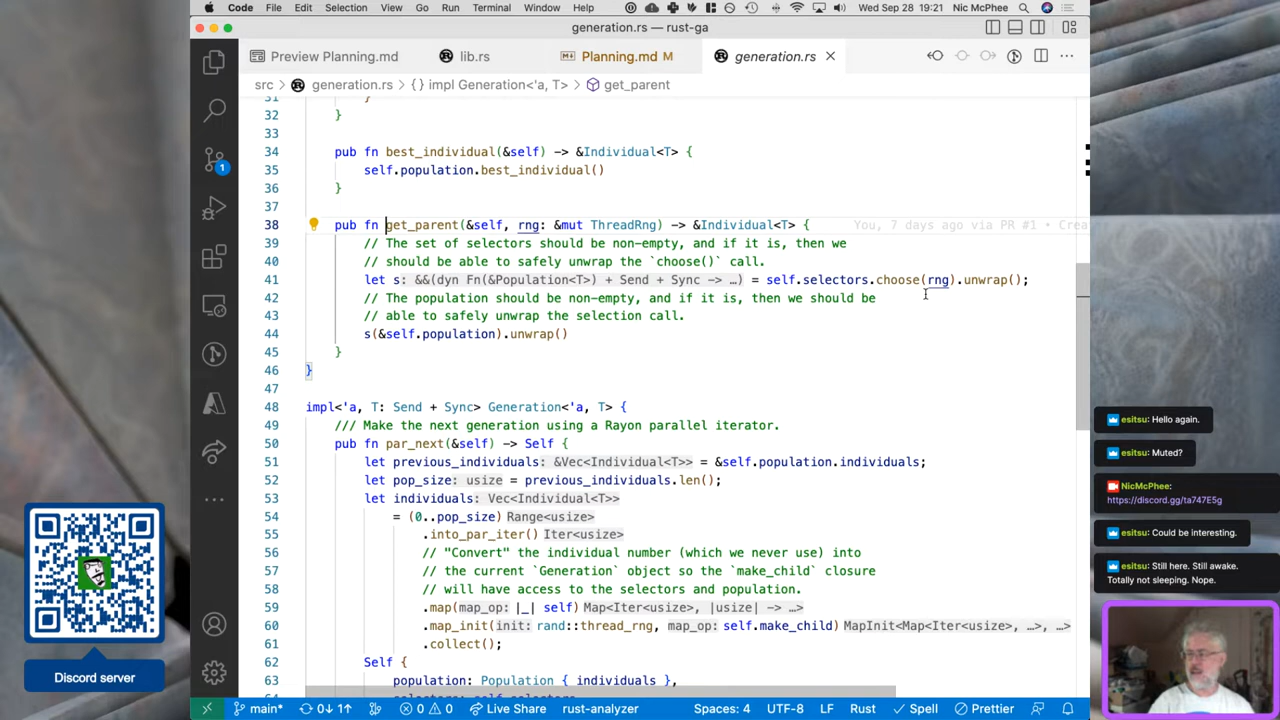 Code File Edit Selection View Go Run Terminal Window Help Wed Sep 28 19:21 Nic McPhee
generation.rs — rust-ga
Preview Planning.md lib.rs Planning.md M generation.rs
src > generation.rs > {} impl Generation<'a, T> > get_parent
31 }
32 }
33
34 pub fn best_individual(&self) -> &Individual<T> {
35 self.population.best_individual()
36 }
37
38 pub fn get_parent(&self, rng: &mut ThreadRng) -> &Individual<T> { You, 7 days ago via PR #1 • Crea
39 // The set of selectors should be non-empty, and if it is, then we
40 // should be able to safely unwrap the `choose()` call.
41 let s: &&(dyn Fn(&Population<T>) + Send + Sync -> …) = self.selectors.choose(rng).unwrap();
42 // The population should be non-empty, and if it is, then we should be
43 // able to safely unwrap the selection call.
44 s(&self.population).unwrap()
45 }
46 }
47
48 impl<'a, T: Send + Sync> Generation<'a, T> {
49 /// Make the next generation using a Rayon parallel iterator.
50 pub fn par_next(&self) -> Self {
51 let previous_individuals: &Vec<Individual<T>> = &self.population.individuals;
52 let pop_size: usize = previous_individuals.len();
53 let individuals: Vec<Individual<T>>
54 = (0..pop_size) Range<usize>
55 .into_par_iter() Iter<usize>
56 // "Convert" the individual number (which we never use) into
57 // the current `Generation` object so the `make_child` closure
58 // will have access to the selectors and population.
59 .map(map_op: |_| self) Map<Iter<usize>, |usize| -> …>
60 .map_init(init: rand::thread_rng, map_op: self.make_child) MapInit<Map<Iter<usize>, …>, …>
61 .collect();
62 Self {
63 population: Population { individuals },
main* 0↓ 1↑ 0 0 Live Share rust-analyzer Spaces: 4 UTF-8 LF Rust Spell Prettier
1
Discord server
esitsu: Hello again.
esitsu: Muted?
NicMcPhee:
https://discord.gg/ta747E5g
esitsu: Could be interesting.
esitsu: Still here. Still awake.
Totally not sleeping. Nope.